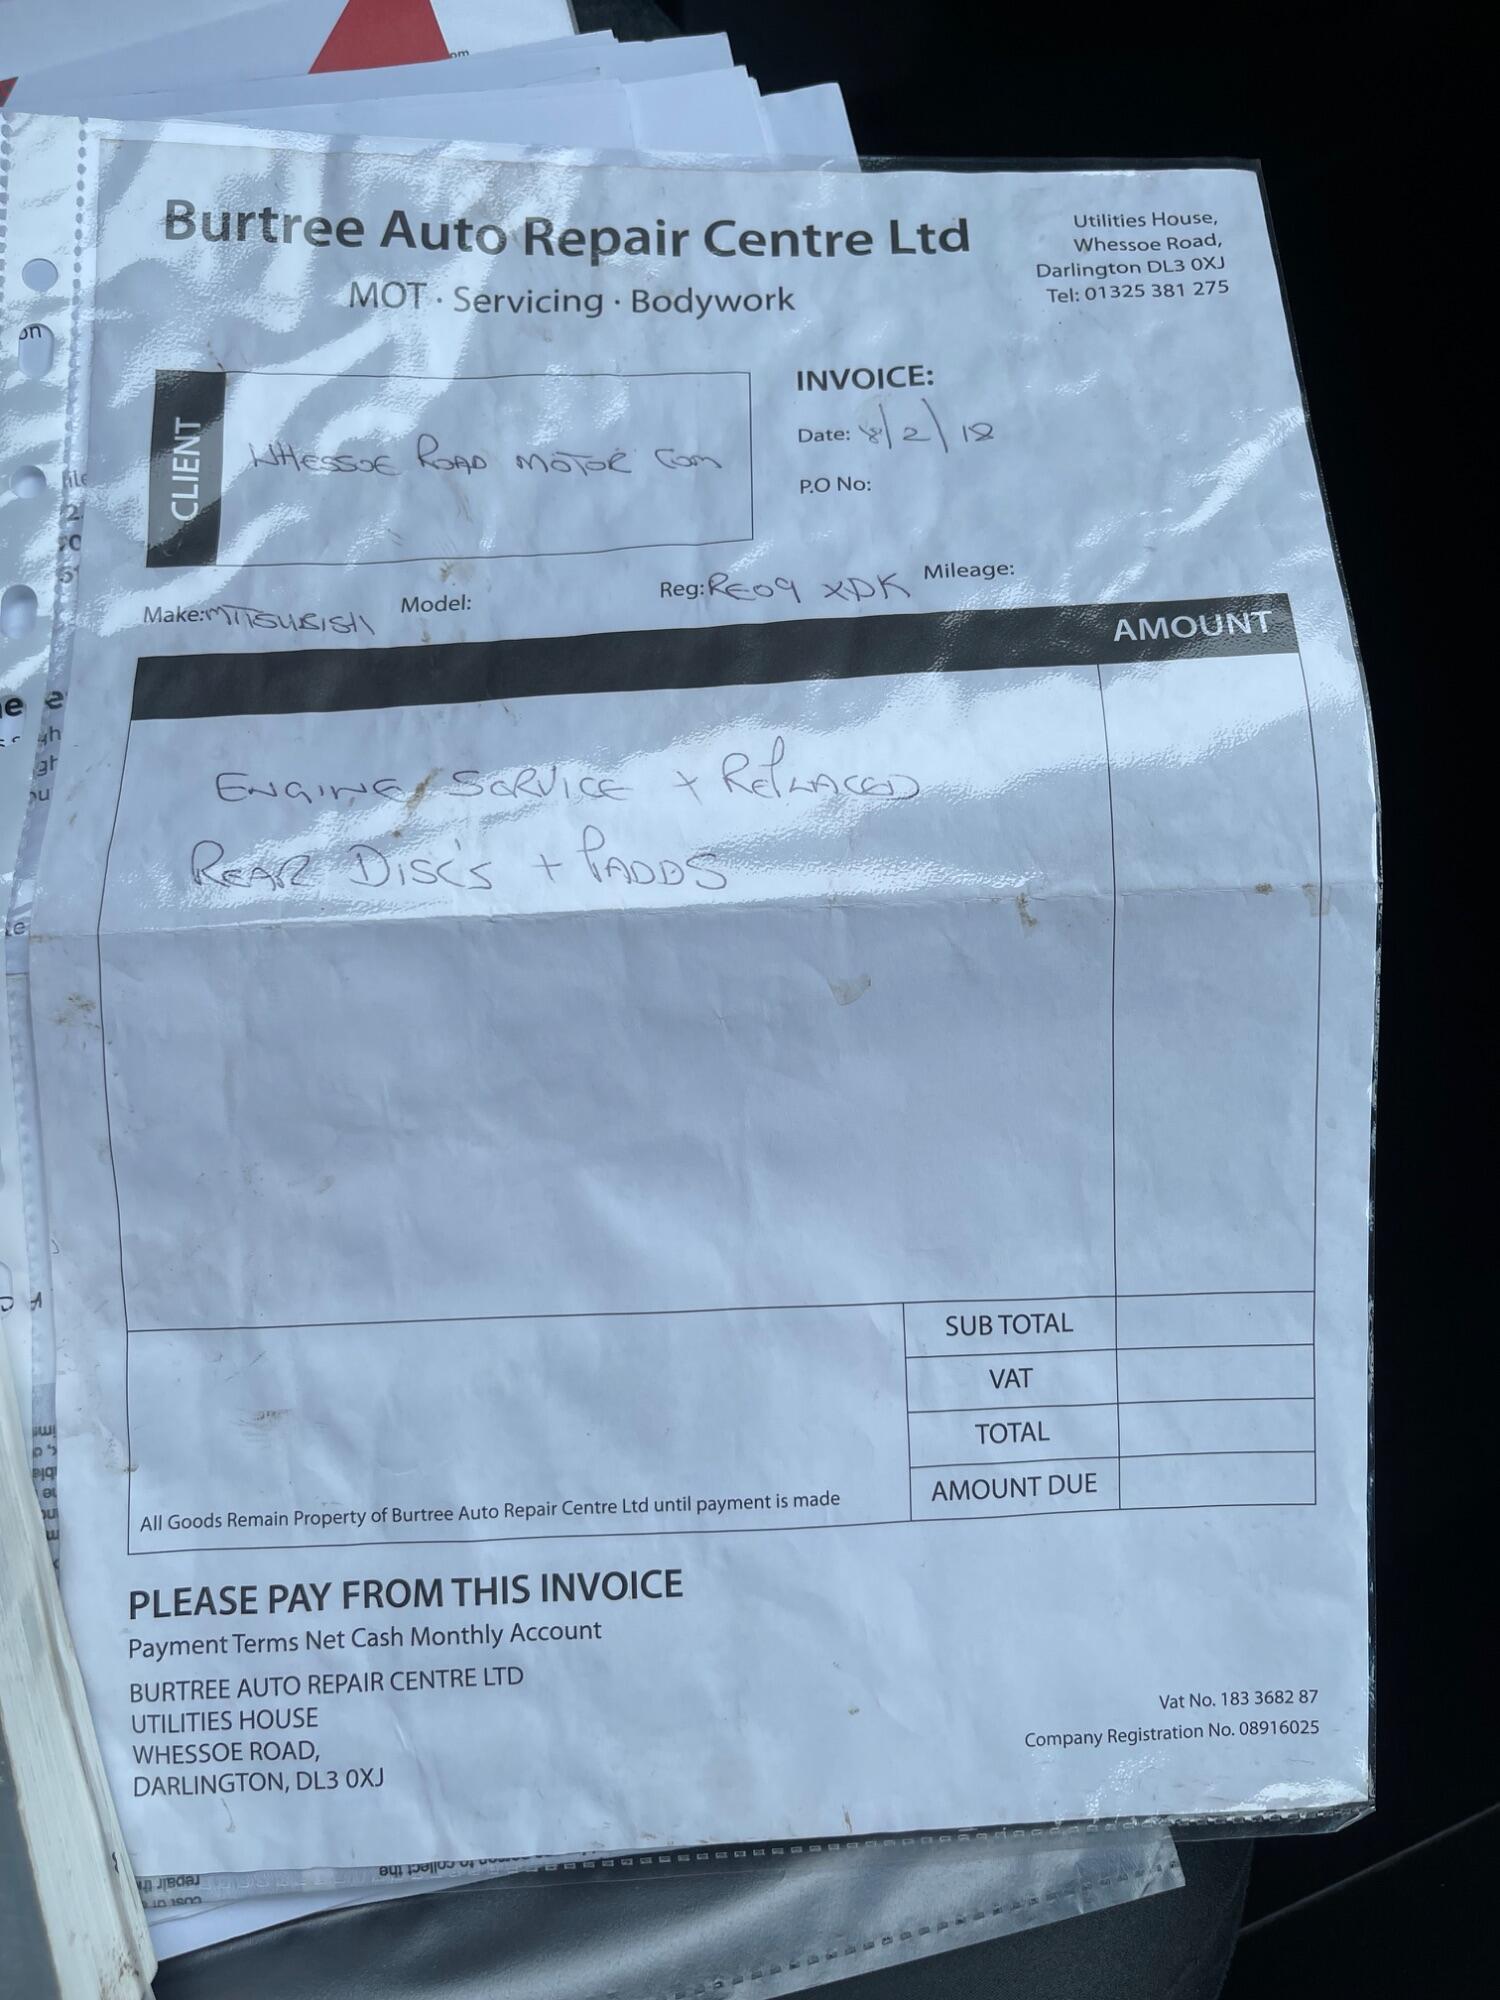 Burtree Auto Repair Centre Ltd
MOT · Servicing · Bodywork
Utilities House,
Whessoe Road,
Darlington DL3 0XJ
Tel: 01325 381 275
CLIENT
WHESSOE ROAD MOTOR COM
INVOICE:
Date: 8/2/18
P.O No:
Make: MITSUBISHI Model: Reg: RE09 XDK Mileage:
AMOUNT
ENGINE SERVICE + REPLACED
REAR DISC'S + PADDS
SUB TOTAL
VAT
TOTAL
AMOUNT DUE
All Goods Remain Property of Burtree Auto Repair Centre Ltd until payment is made
PLEASE PAY FROM THIS INVOICE
Payment Terms Net Cash Monthly Account
BURTREE AUTO REPAIR CENTRE LTD
UTILITIES HOUSE
WHESSOE ROAD,
DARLINGTON, DL3 0XJ
Vat No. 183 3682 87
Company Registration No. 08916025